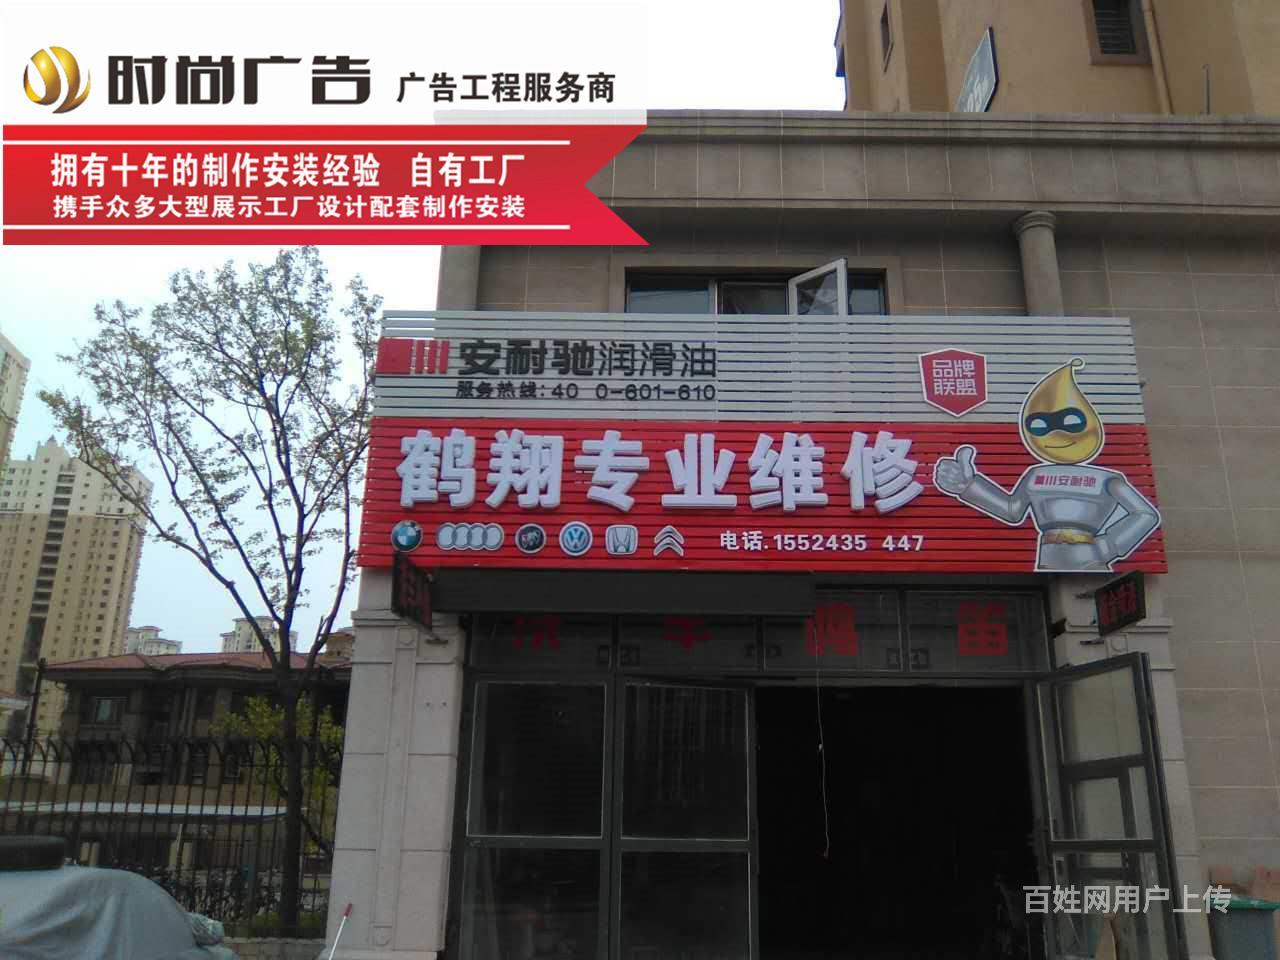 时尚广告 广告工程服务商
拥有十年的制作安装经验 自有工厂
携手众多大型展示工厂设计配套制作安装
安耐驰润滑油
服务热线:40 0-601-610
品牌
联盟
鹤翔专业维修
安耐驰
电话.1552435 447
洗 车 鸣 笛
百姓网用户上传